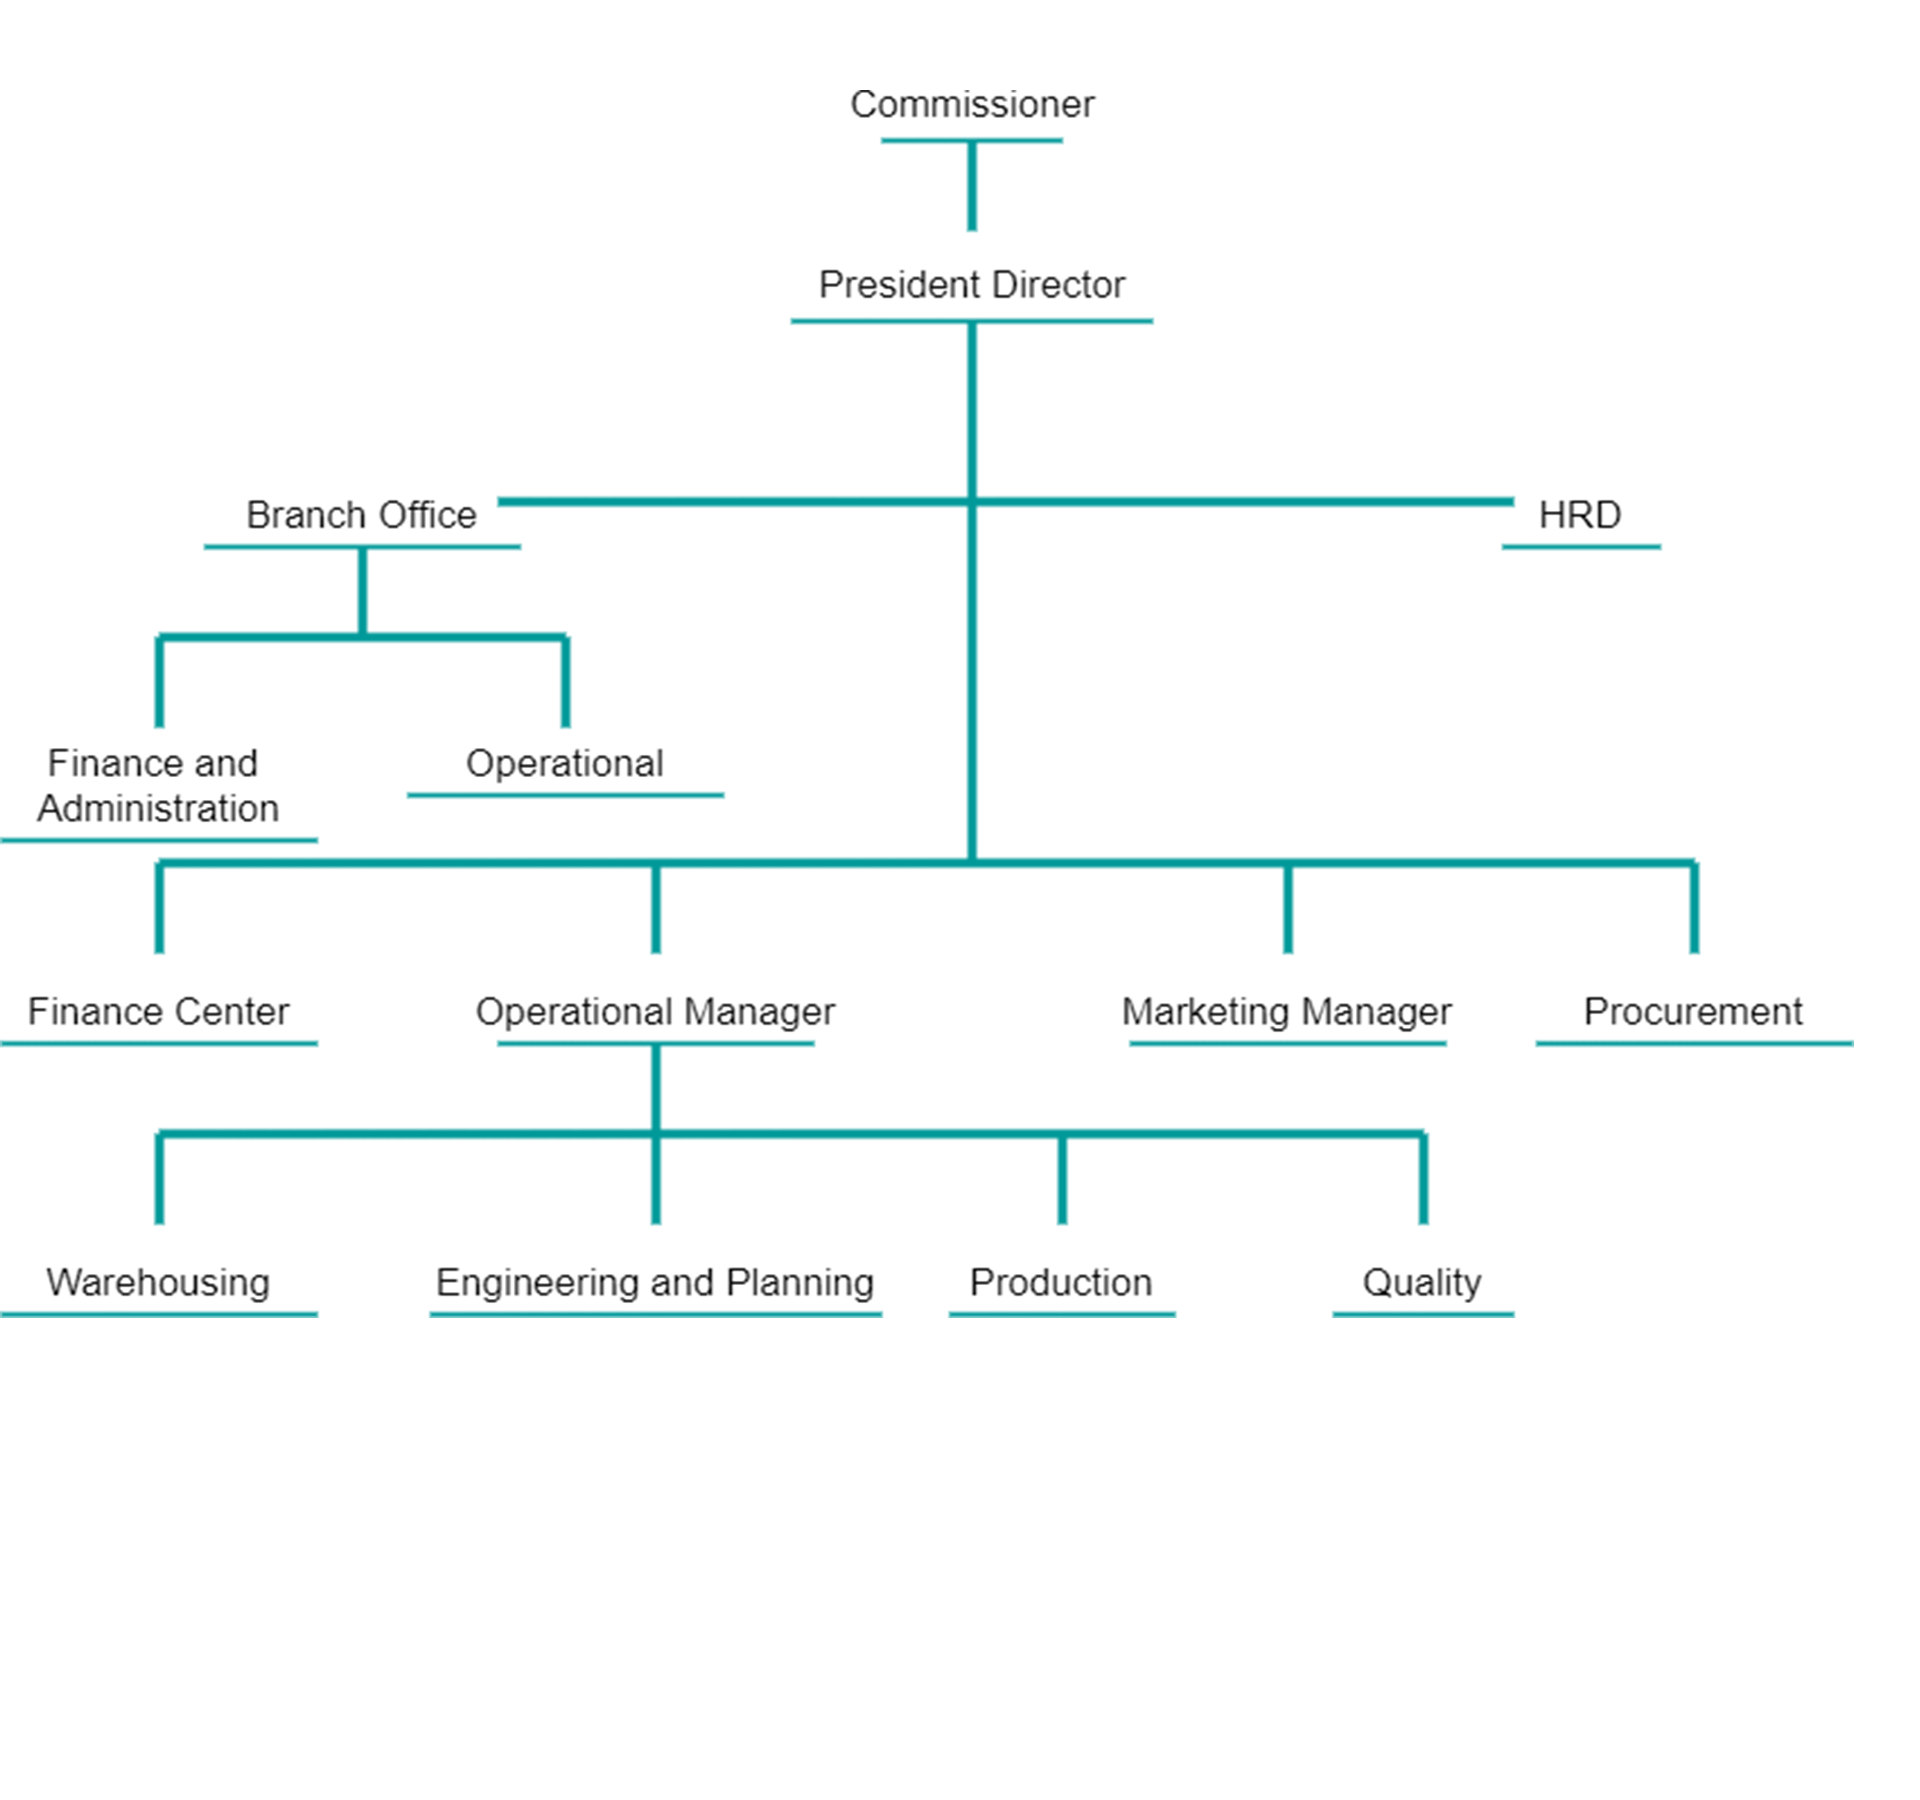 Commissioner
President Director
Branch Office
HRD
Finance and
Administration
Operational
Finance Center
Operational Manager
Marketing Manager
Procurement
Warehousing
Engineering and Planning
Production
Quality